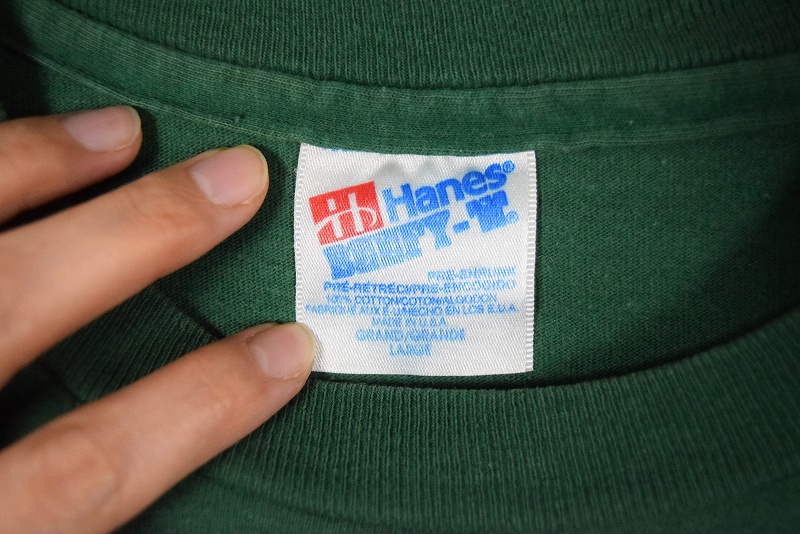 Hanes®
BEEFY-T®
PRE-SHRUNK
PRE-RÉTRÉCI/PRE-ENCOGIDO
100% COTTON/COTON/ALGODON
FABRIQUÉ AUX É.-U./HECHO EN LOS E.U.A.
MADE IN U.S.A.
GRAND/GRANDE
LARGE